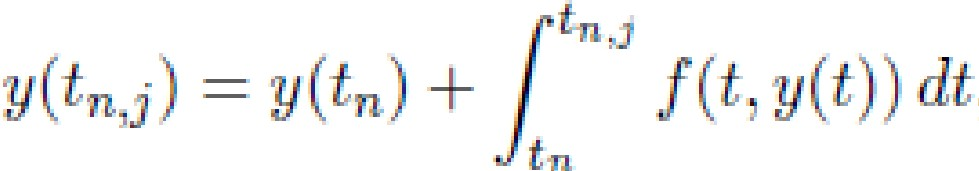 y(t_{n,j}) = y(t_n) + \int_{t_n}^{t_{n,j}} f(t, y(t)) dt,